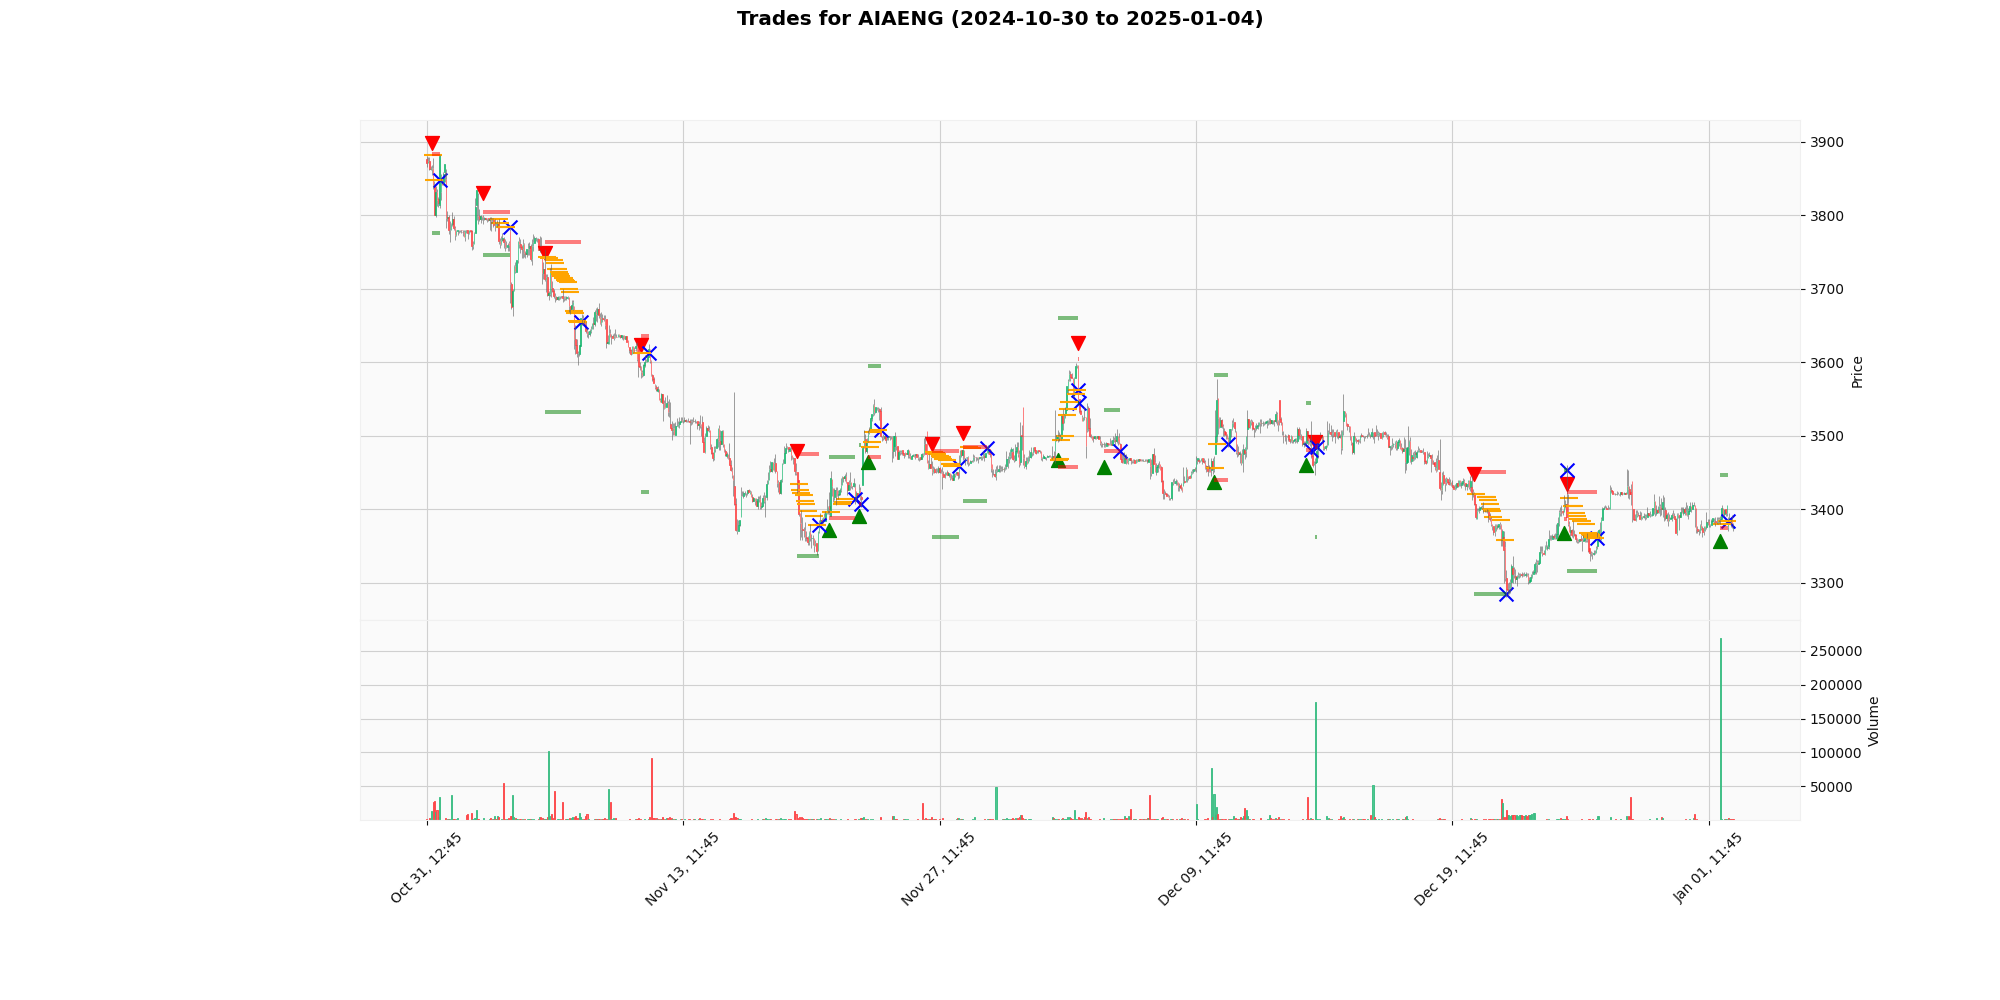 Trades for AIAENG (2024-10-30 to 2025-01-04)
3900
3800
3700
3600
3500
3400
3300
Price
250000
200000
150000
100000
50000
Volume
Oct 31, 12:45
Nov 13, 11:45
Nov 27, 11:45
Dec 09, 11:45
Dec 19, 11:45
Jan 01, 11:45